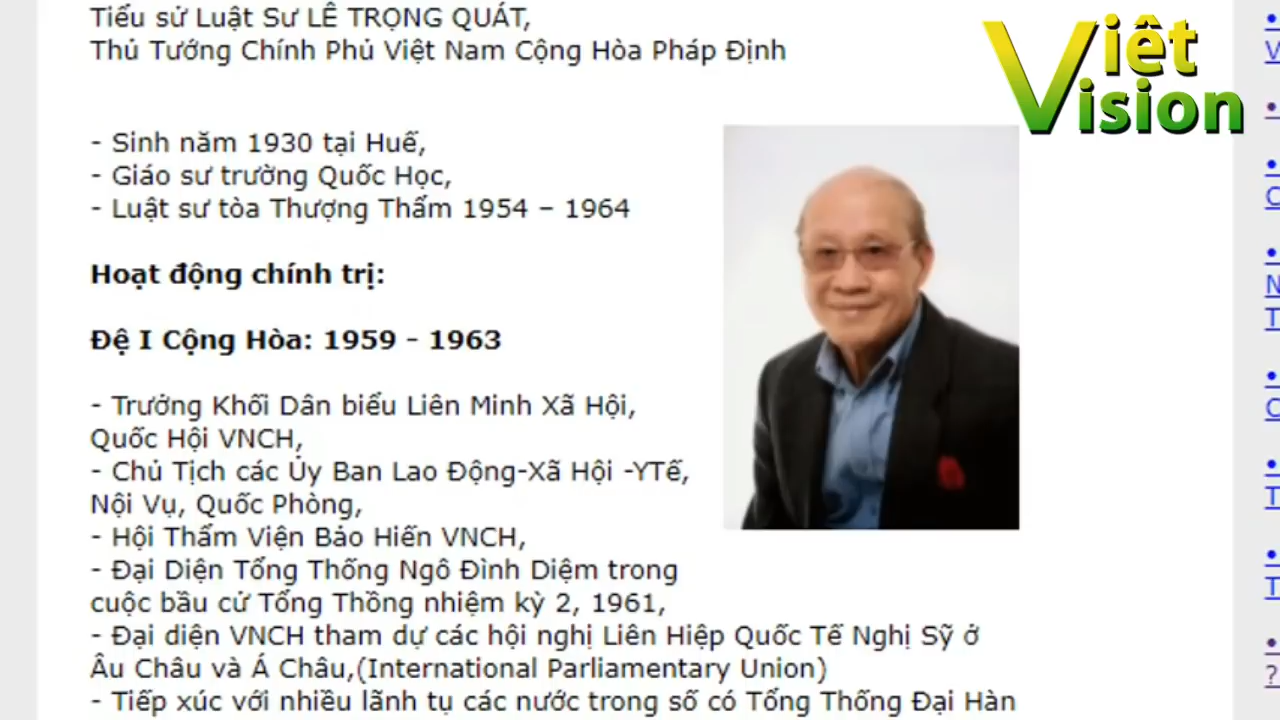 Tiểu sử Luật Sư LÊ TRỌNG QUÁT,
Thủ Tướng Chính Phủ Việt Nam Cộng Hòa Pháp Định
Việt Vision
- Sinh năm 1930 tại Huế,
- Giáo sư trường Quốc Học,
- Luật sư tòa Thượng Thẩm 1954 – 1964
Hoạt động chính trị:
Đệ I Cộng Hòa: 1959 - 1963
- Trưởng Khối Dân biểu Liên Minh Xã Hội,
Quốc Hội VNCH,
- Chủ Tịch các Ủy Ban Lao Động-Xã Hội -YTế,
Nội Vụ, Quốc Phòng,
- Hội Thẩm Viện Bảo Hiến VNCH,
- Đại Diện Tổng Thống Ngô Đình Diệm trong
cuộc bầu cử Tổng Thồng nhiệm kỳ 2, 1961,
- Đại diện VNCH tham dự các hội nghị Liên Hiệp Quốc Tế Nghị Sỹ ở
Âu Châu và Á Châu,(International Parliamentary Union)
- Tiếp xúc với nhiều lãnh tụ các nước trong số có Tổng Thống Đại Hàn